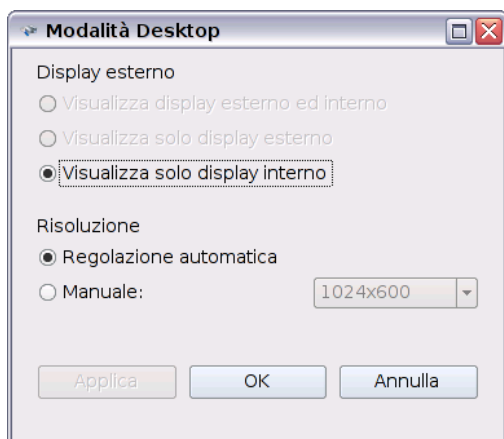 Modalità Desktop
Display esterno
Visualizza display esterno ed interno
Visualizza solo display esterno
Visualizza solo display interno
Risoluzione
Regolazione automatica
Manuale: 1024x600
Applica OK Annulla